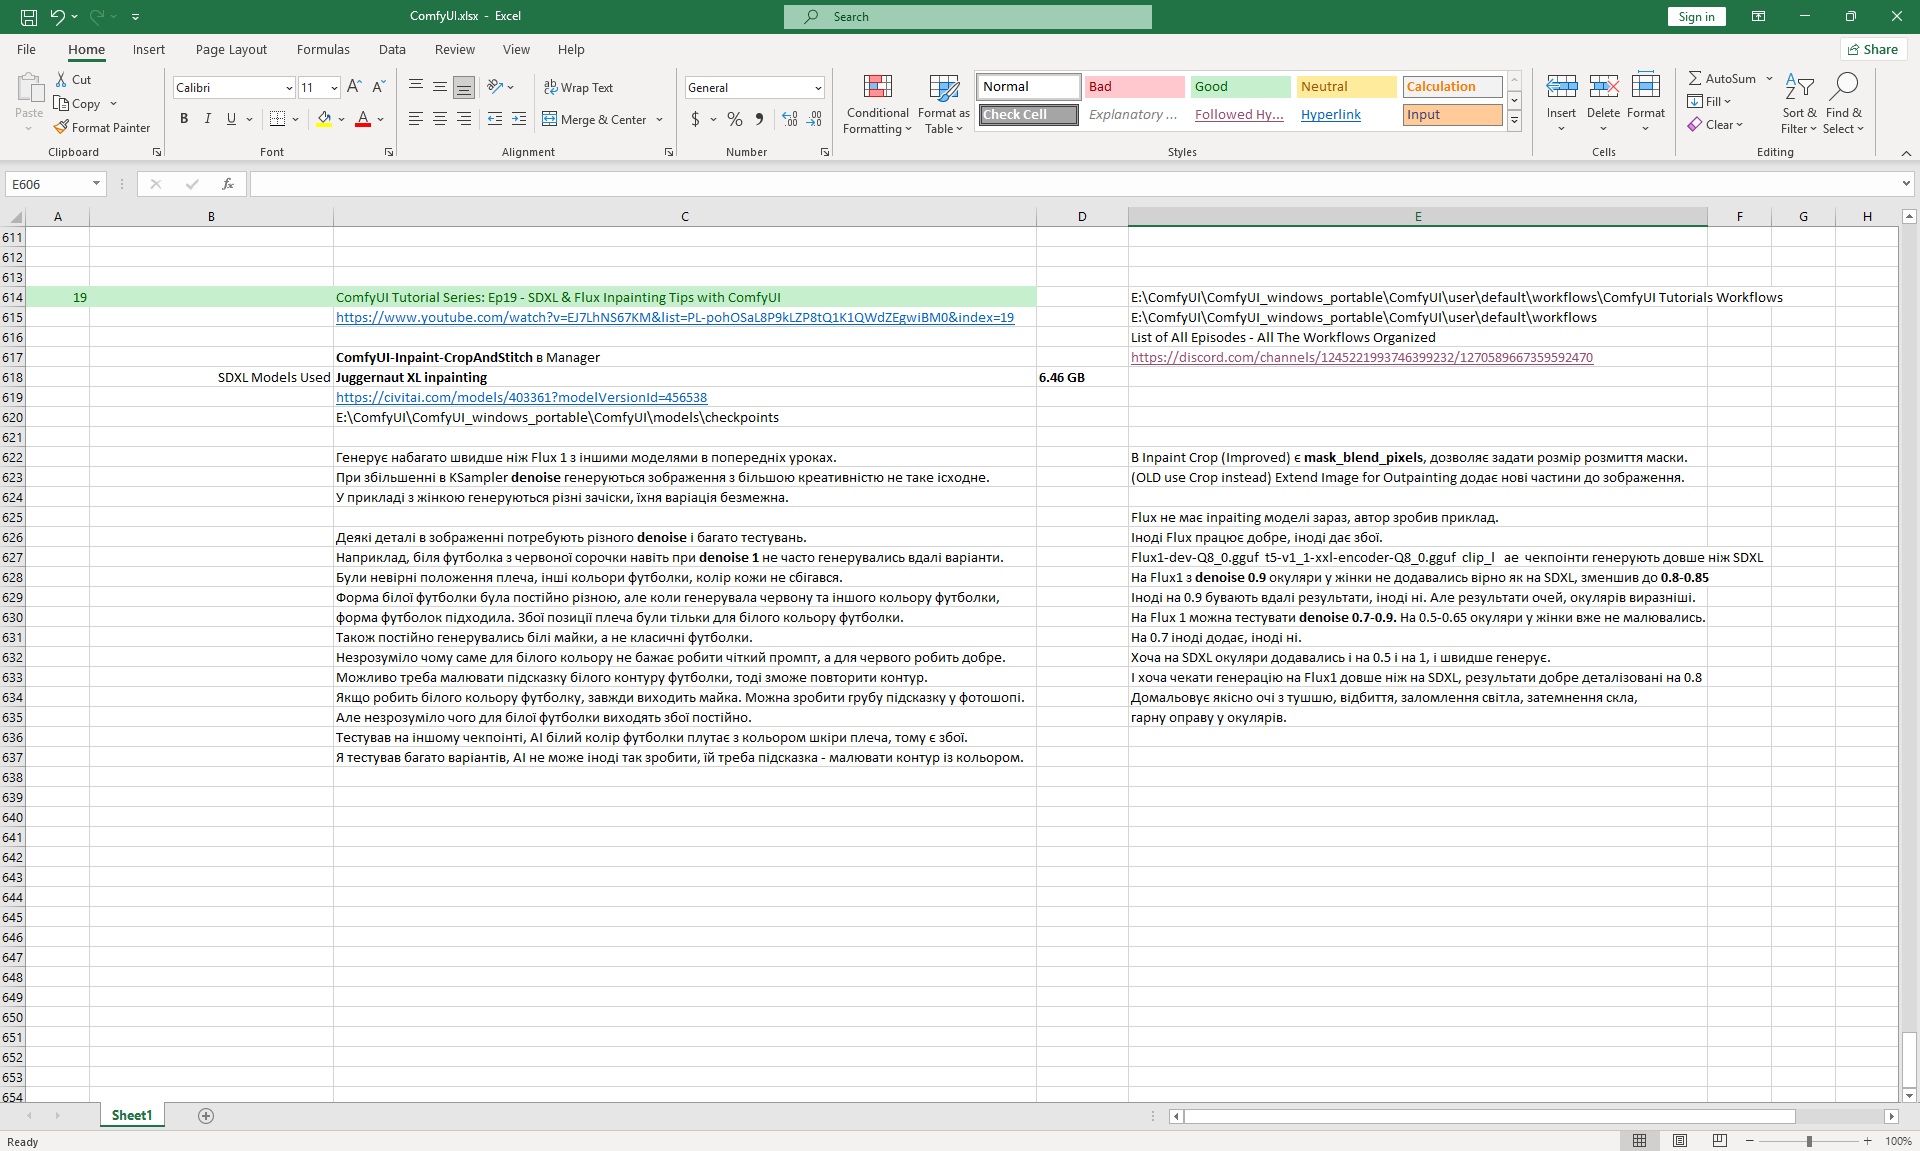 ComfyUI.xlsx - Excel
Search
Sign in
File Home Insert Page Layout Formulas Data Review View Help
Share
Paste
Cut
Copy
Format Painter
Clipboard
Calibri 11
B I U
Font
Wrap Text
Merge & Center
Alignment
General
$ % ,
Number
Conditional Formatting
Format as Table
Normal Bad Good Neutral Calculation
Check Cell Explanatory ... Followed Hy... Hyperlink Input
Styles
Insert Delete Format
Cells
AutoSum
Fill
Clear
Sort & Filter
Find & Select
Editing
E606
fx
A B C D E F G H
611
612
613
614 19 ComfyUI Tutorial Series: Ep19 - SDXL & Flux Inpainting Tips with ComfyUI E:\ComfyUI\ComfyUI_windows_portable\ComfyUI\user\default\workflows\ComfyUI Tutorials Workflows
615 https://www.youtube.com/watch?v=EJ7LhNS67KM&list=PL-pohOSaL8P9kLZP8tQ1K1QWdZEgwiBM0&index=19 E:\ComfyUI\ComfyUI_windows_portable\ComfyUI\user\default\workflows
616 List of All Episodes - All The Workflows Organized
617 ComfyUI-Inpaint-CropAndStitch в Manager https://discord.com/channels/1245221993746399232/1270589667359592470
618 SDXL Models Used Juggernaut XL inpainting 6.46 GB
619 https://civitai.com/models/403361?modelVersionId=456538
620 E:\ComfyUI\ComfyUI_windows_portable\ComfyUI\models\checkpoints
621
622 Генерує набагато швидше ніж Flux 1 з іншими моделями в попередніх уроках. В Inpaint Crop (Improved) є mask_blend_pixels, дозволяє задати розмір розмиття маски.
623 При збільшенні в KSampler denoise генеруються зображення з більшою креативністю не таке ісходне. (OLD use Crop instead) Extend Image for Outpainting додає нові частини до зображення.
624 У прикладі з жінкою генеруються різні зачіски, їхня варіація безмежна.
625 Flux не має inpaiting моделі зараз, автор зробив приклад.
626 Деякі деталі в зображенні потребують різного denoise і багато тестувань. Іноді Flux працює добре, іноді дає збої.
627 Наприклад, біля футболка з червоної сорочки навіть при denoise 1 не часто генерувались вдалі варіанти. Flux1-dev-Q8_0.gguf t5-v1_1-xxl-encoder-Q8_0.gguf clip_l ae чекпоінти генерують довше ніж SDXL
628 Були невірні положення плеча, інші кольори футболки, колір кожи не сбігався. На Flux1 з denoise 0.9 окуляри у жінки не додавались вірно як на SDXL, зменшив до 0.8-0.85
629 Форма білої футболки була постійно різною, але коли генерувала червону та іншого кольору футболки, Іноді на 0.9 бувають вдалі результати, іноді ні. Але результати очей, окулярів виразніші.
630 форма футболок підходила. Збої позиції плеча були тільки для білого кольору футболки. На Flux 1 можна тестувати denoise 0.7-0.9. На 0.5-0.65 окуляри у жінки вже не малювались.
631 Також постійно генерувались білі майки, а не класичні футболки. На 0.7 іноді додає, іноді ні.
632 Незрозуміло чому саме для білого кольору не бажає робити чіткий промпт, а для черового робить добре. Хоча на SDXL окуляри додавались і на 0.5 і на 1, і швидше генерує.
633 Можливо треба малювати підсказку білого контуру футболки, тоді зможе повторити контур. І хоча чекати генерацію на Flux1 довше ніж на SDXL, результати добре деталізовані на 0.8
634 Якщо робить білого кольору футболку, завжди виходить майка. Можна зробити грубу підсказку у фотошопі. Домальовує якісно очі з тушшю, відбиття, заломлення світла, затемнення скла,
635 Але незрозуміло чого для білої футболки виходять збої постійно. гарну оправу у окулярів.
636 Тестував на іншому чекпоінті, AI білий колір футболки плутає з кольором шкіри плеча, тому є збої.
637 Я тестував багато варіантів, AI не може іноді так зробити, їй треба підсказка - малювати контур із кольором.
638
639
640
641
642
643
644
645
646
647
648
649
650
651
652
653
654
Sheet1
Ready
100%